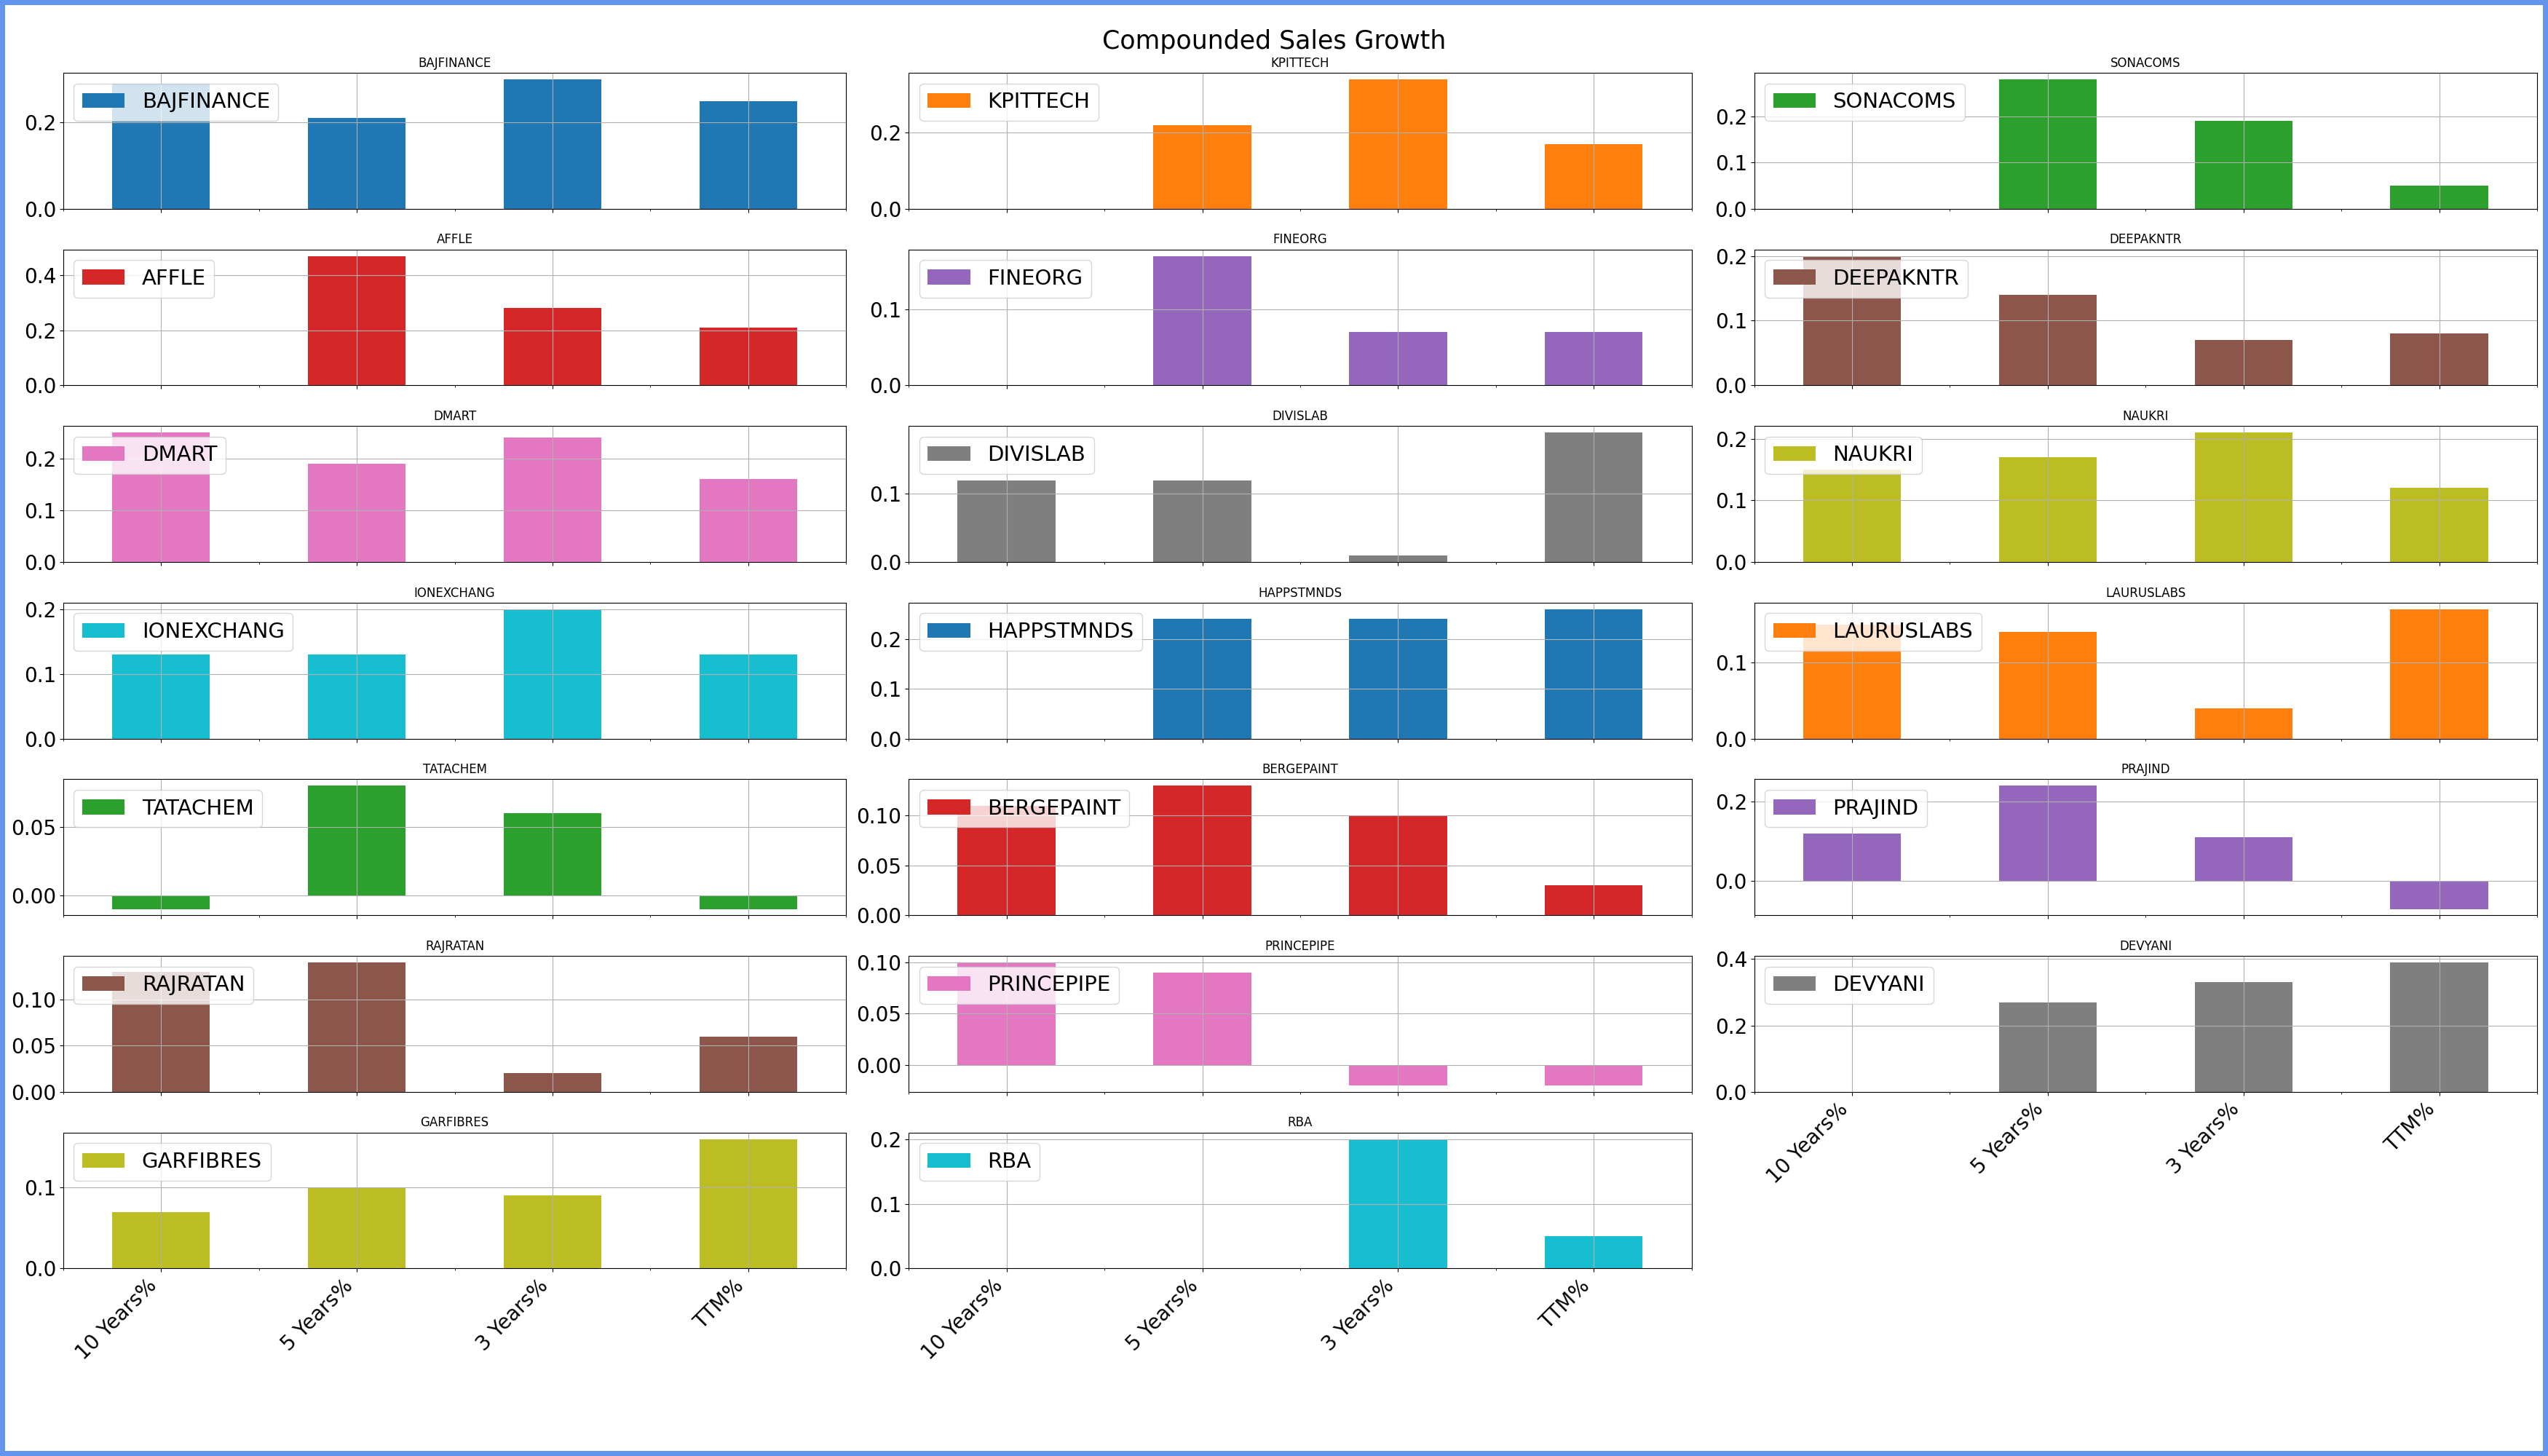 Compounded Sales Growth
BAJFINANCE
BAJFINANCE
0.2
0.0
KPITTECH
KPITTECH
0.2
0.0
SONACOMS
SONACOMS
0.2
0.1
0.0
AFFLE
AFFLE
0.4
0.2
0.0
FINEORG
FINEORG
0.1
0.0
DEEPAKNTR
DEEPAKNTR
0.2
0.1
0.0
DMART
DMART
0.2
0.1
0.0
DIVISLAB
DIVISLAB
0.1
0.0
NAUKRI
NAUKRI
0.2
0.1
0.0
IONEXCHANG
IONEXCHANG
0.2
0.1
0.0
HAPPSTMNDS
HAPPSTMNDS
0.2
0.1
0.0
LAURUSLABS
LAURUSLABS
0.1
0.0
TATACHEM
TATACHEM
0.05
0.00
BERGEPAINT
BERGEPAINT
0.10
0.05
0.00
PRAJIND
PRAJIND
0.2
0.0
RAJRATAN
RAJRATAN
0.10
0.05
0.00
PRINCEPIPE
PRINCEPIPE
0.10
0.05
0.00
DEVYANI
DEVYANI
0.4
0.2
0.0
10 Years%
5 Years%
3 Years%
TTM%
GARFIBRES
GARFIBRES
0.1
0.0
10 Years%
5 Years%
3 Years%
TTM%
RBA
RBA
0.2
0.1
0.0
10 Years%
5 Years%
3 Years%
TTM%